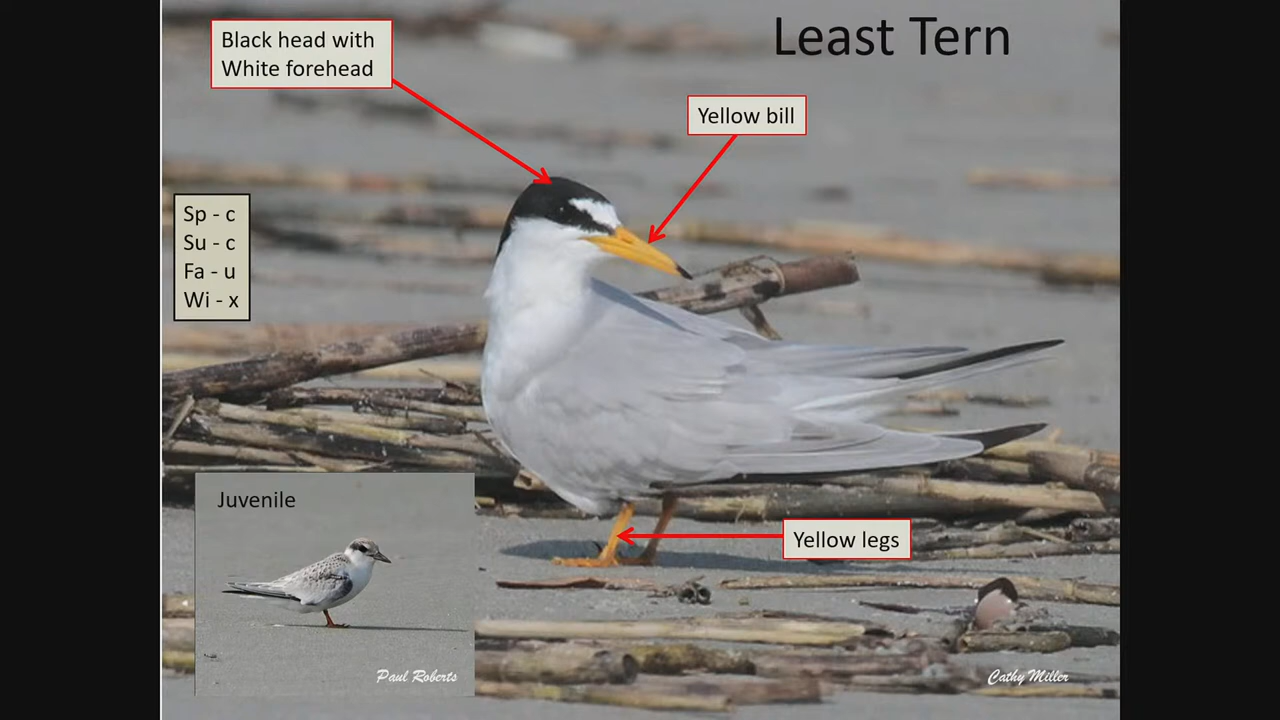 Least Tern
Black head with
White forehead
Yellow bill
Sp - c
Su - c
Fa - u
Wi - x
Juvenile
Yellow legs
Paul Roberts
Cathy Miller